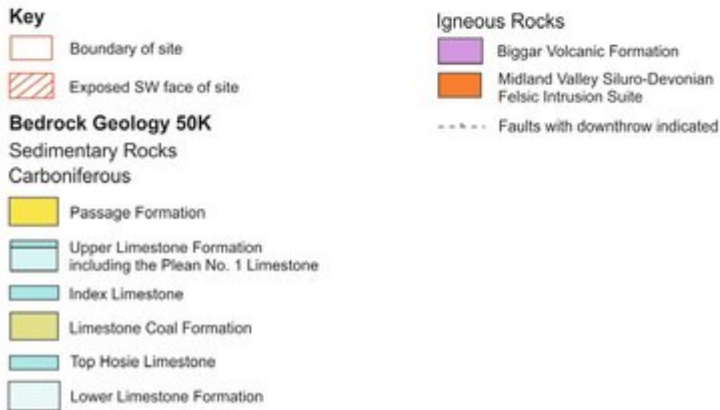 Key
Boundary of site
Exposed SW face of site
Bedrock Geology 50K
Sedimentary Rocks
Carboniferous
Passage Formation
Upper Limestone Formation
including the Plean No. 1 Limestone
Index Limestone
Limestone Coal Formation
Top Hosie Limestone
Lower Limestone Formation
Igneous Rocks
Biggar Volcanic Formation
Midland Valley Siluro-Devonian
Felsic Intrusion Suite
Faults with downthrow indicated